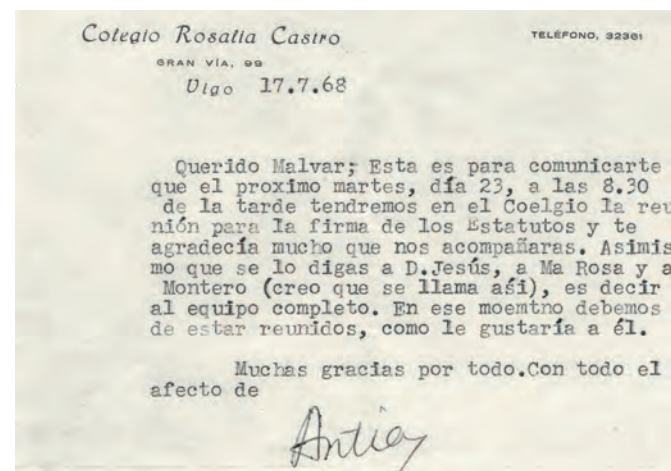 Colegio Rosalia Castro
TELÉFONO, 32361
GRAN VÍA, 99
Vigo 17.7.68
Querido Malvar; Esta es para comunicarte
que el proximo martes, día 23, a las 8.30
de la tarde tendremos en el Coelgio la reu
nión para la firma de los Estatutos y te
agradecía mucho que nos acompañaras. Asimis
mo que se lo digas a D.Jesús, a Ma Rosa y a
Montero (creo que se llama así), es decir
al equipo completo. En ese moemtno debemos
de estar reunidos, como le gustaría a él.
Muchas gracias por todo.Con todo el
afecto de